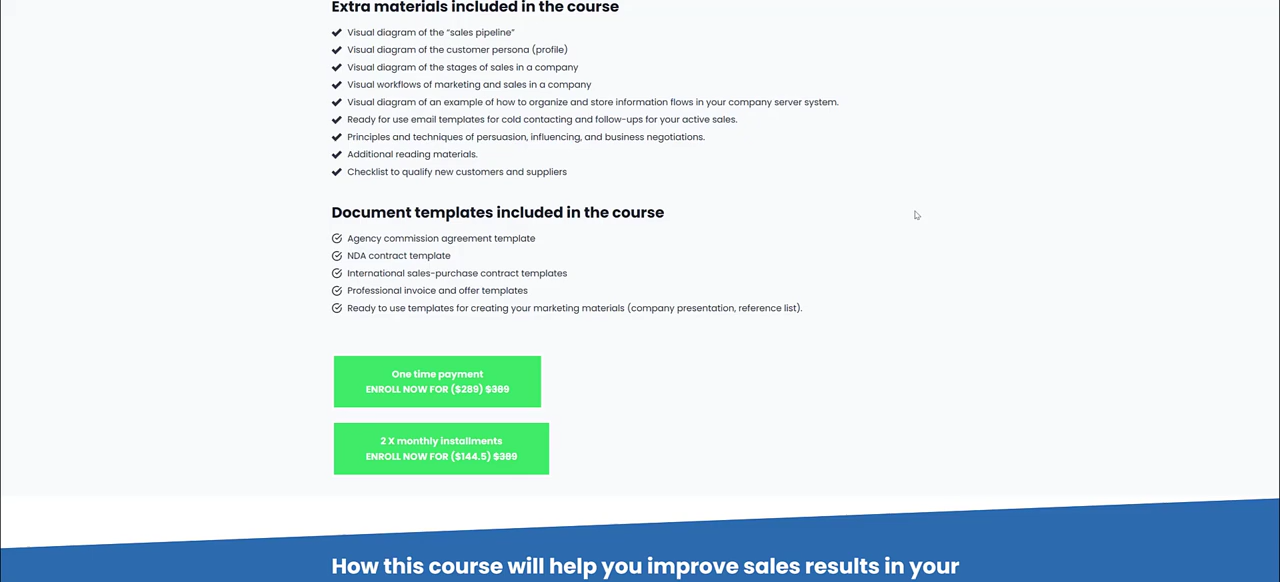 Extra materials included in the course
Visual diagram of the “sales pipeline”
Visual diagram of the customer persona (profile)
Visual diagram of the stages of sales in a company
Visual workflows of marketing and sales in a company
Visual diagram of an example of how to organize and store information flows in your company server system.
Ready for use email templates for cold contacting and follow-ups for your active sales.
Principles and techniques of persuasion, influencing, and business negotiations.
Additional reading materials.
Checklist to qualify new customers and suppliers
Document templates included in the course
Agency commission agreement template
NDA contract template
International sales-purchase contract templates
Professional invoice and offer templates
Ready to use templates for creating your marketing materials (company presentation, reference list).
One time payment
ENROLL NOW FOR ($289) $389
2 X monthly installments
ENROLL NOW FOR ($144.5) $389
How this course will help you improve sales results in your